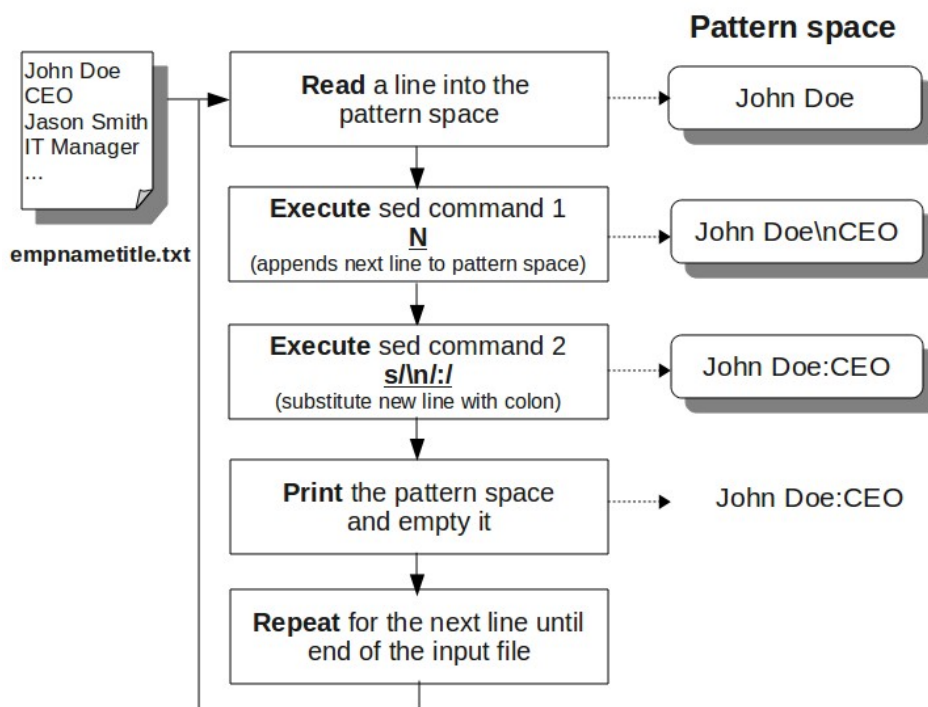 Pattern space
John Doe
CEO
Jason Smith
IT Manager
...
empnametitle.txt
Read a line into the
pattern space
John Doe
Execute sed command 1
N
(appends next line to pattern space)
John Doe\nCEO
Execute sed command 2
s/\n/:/
(substitute new line with colon)
John Doe:CEO
Print the pattern space
and empty it
John Doe:CEO
Repeat for the next line until
end of the input file